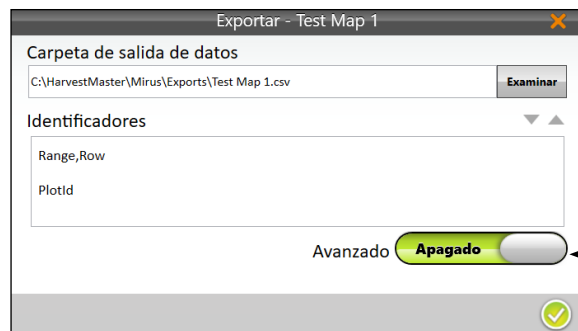 Exportar - Test Map 1
Carpeta de salida de datos
C:\HarvestMaster\Mirus\Exports\Test Map 1.csv
Examinar
Identificadores
Range,Row
PlotId
Avanzado Apagado